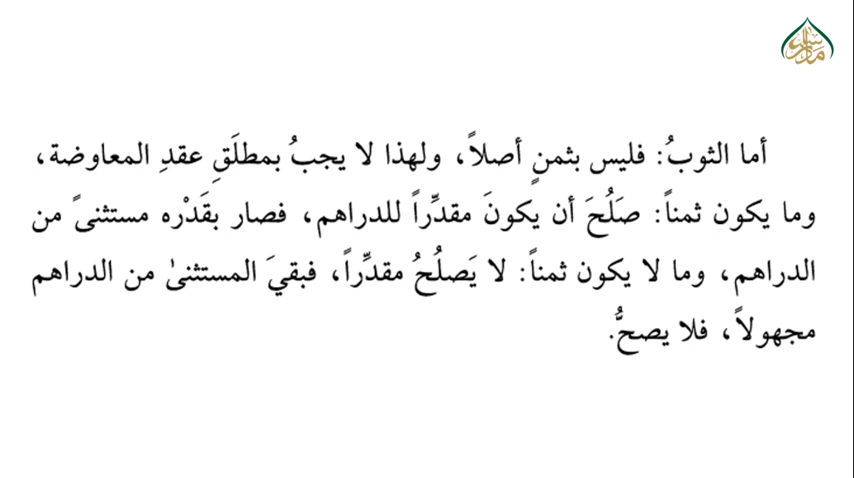 أما الثوبُ: فليس بثمنٍ أصلاً، ولهذا لا يجبُ بمطلَقِ عقدِ المعاوضة،
وما يكون ثمناً: صَلُحَ أن يكونَ مقدِّراً للدراهم، فصار بقَدْره مستثنىً من
الدراهم، وما لا يكون ثمناً: لا يَصلُحُ مقدِّراً، فبقيَ المستثنىٰ من الدراهم
مجهولاً، فلا يصحُّ.